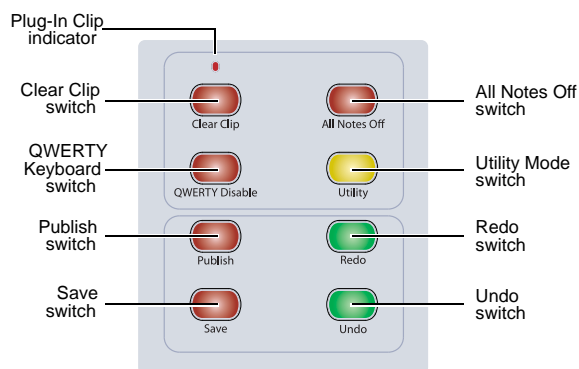 Plug-In Clip
indicator
Clear Clip
switch
All Notes Off
switch
Clear Clip
All Notes Off
QWERTY
Keyboard
switch
Utility Mode
switch
QWERTY Disable
Utility
Publish
switch
Redo
switch
Publish
Redo
Save
switch
Undo
switch
Save
Undo